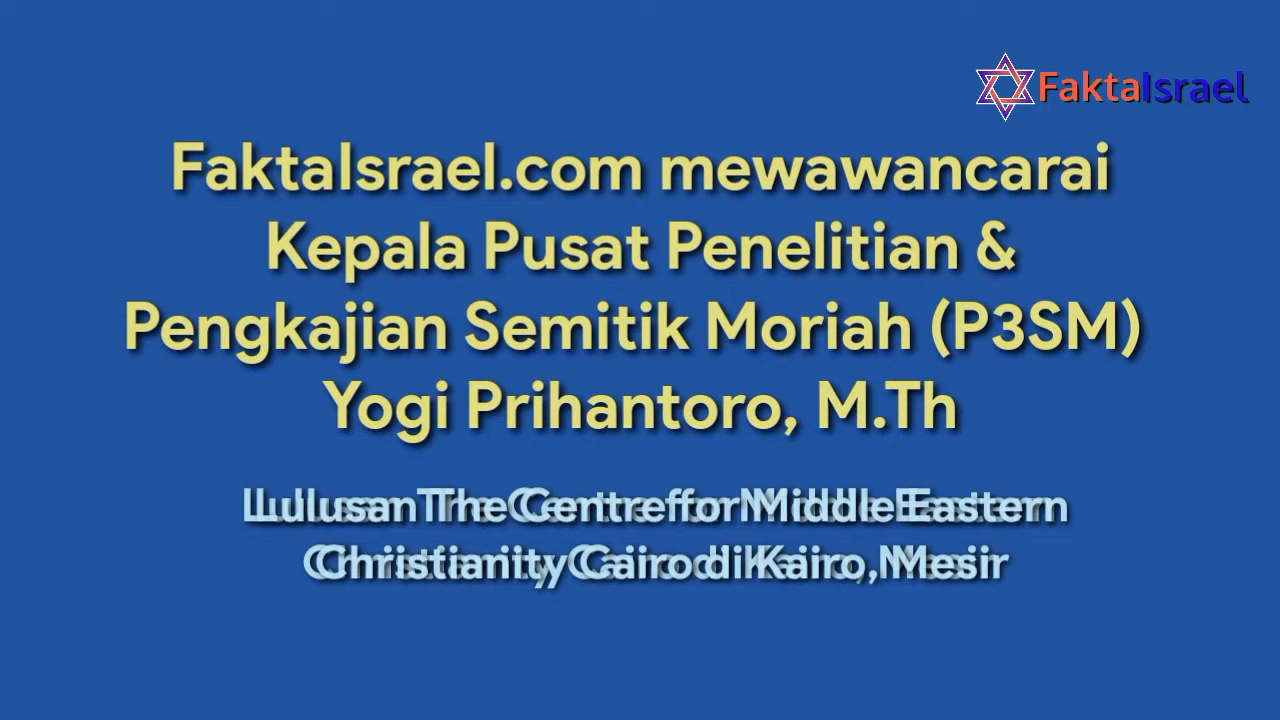 FaktaIsrael
FaktaIsrael.com mewawancarai
Kepala Pusat Penelitian &
Pengkajian Semitik Moriah (P3SM)
Yogi Prihantoro, M.Th
Lulusan The Centre for Middle Eastern
Christianity Cairo di Kairo, Mesir